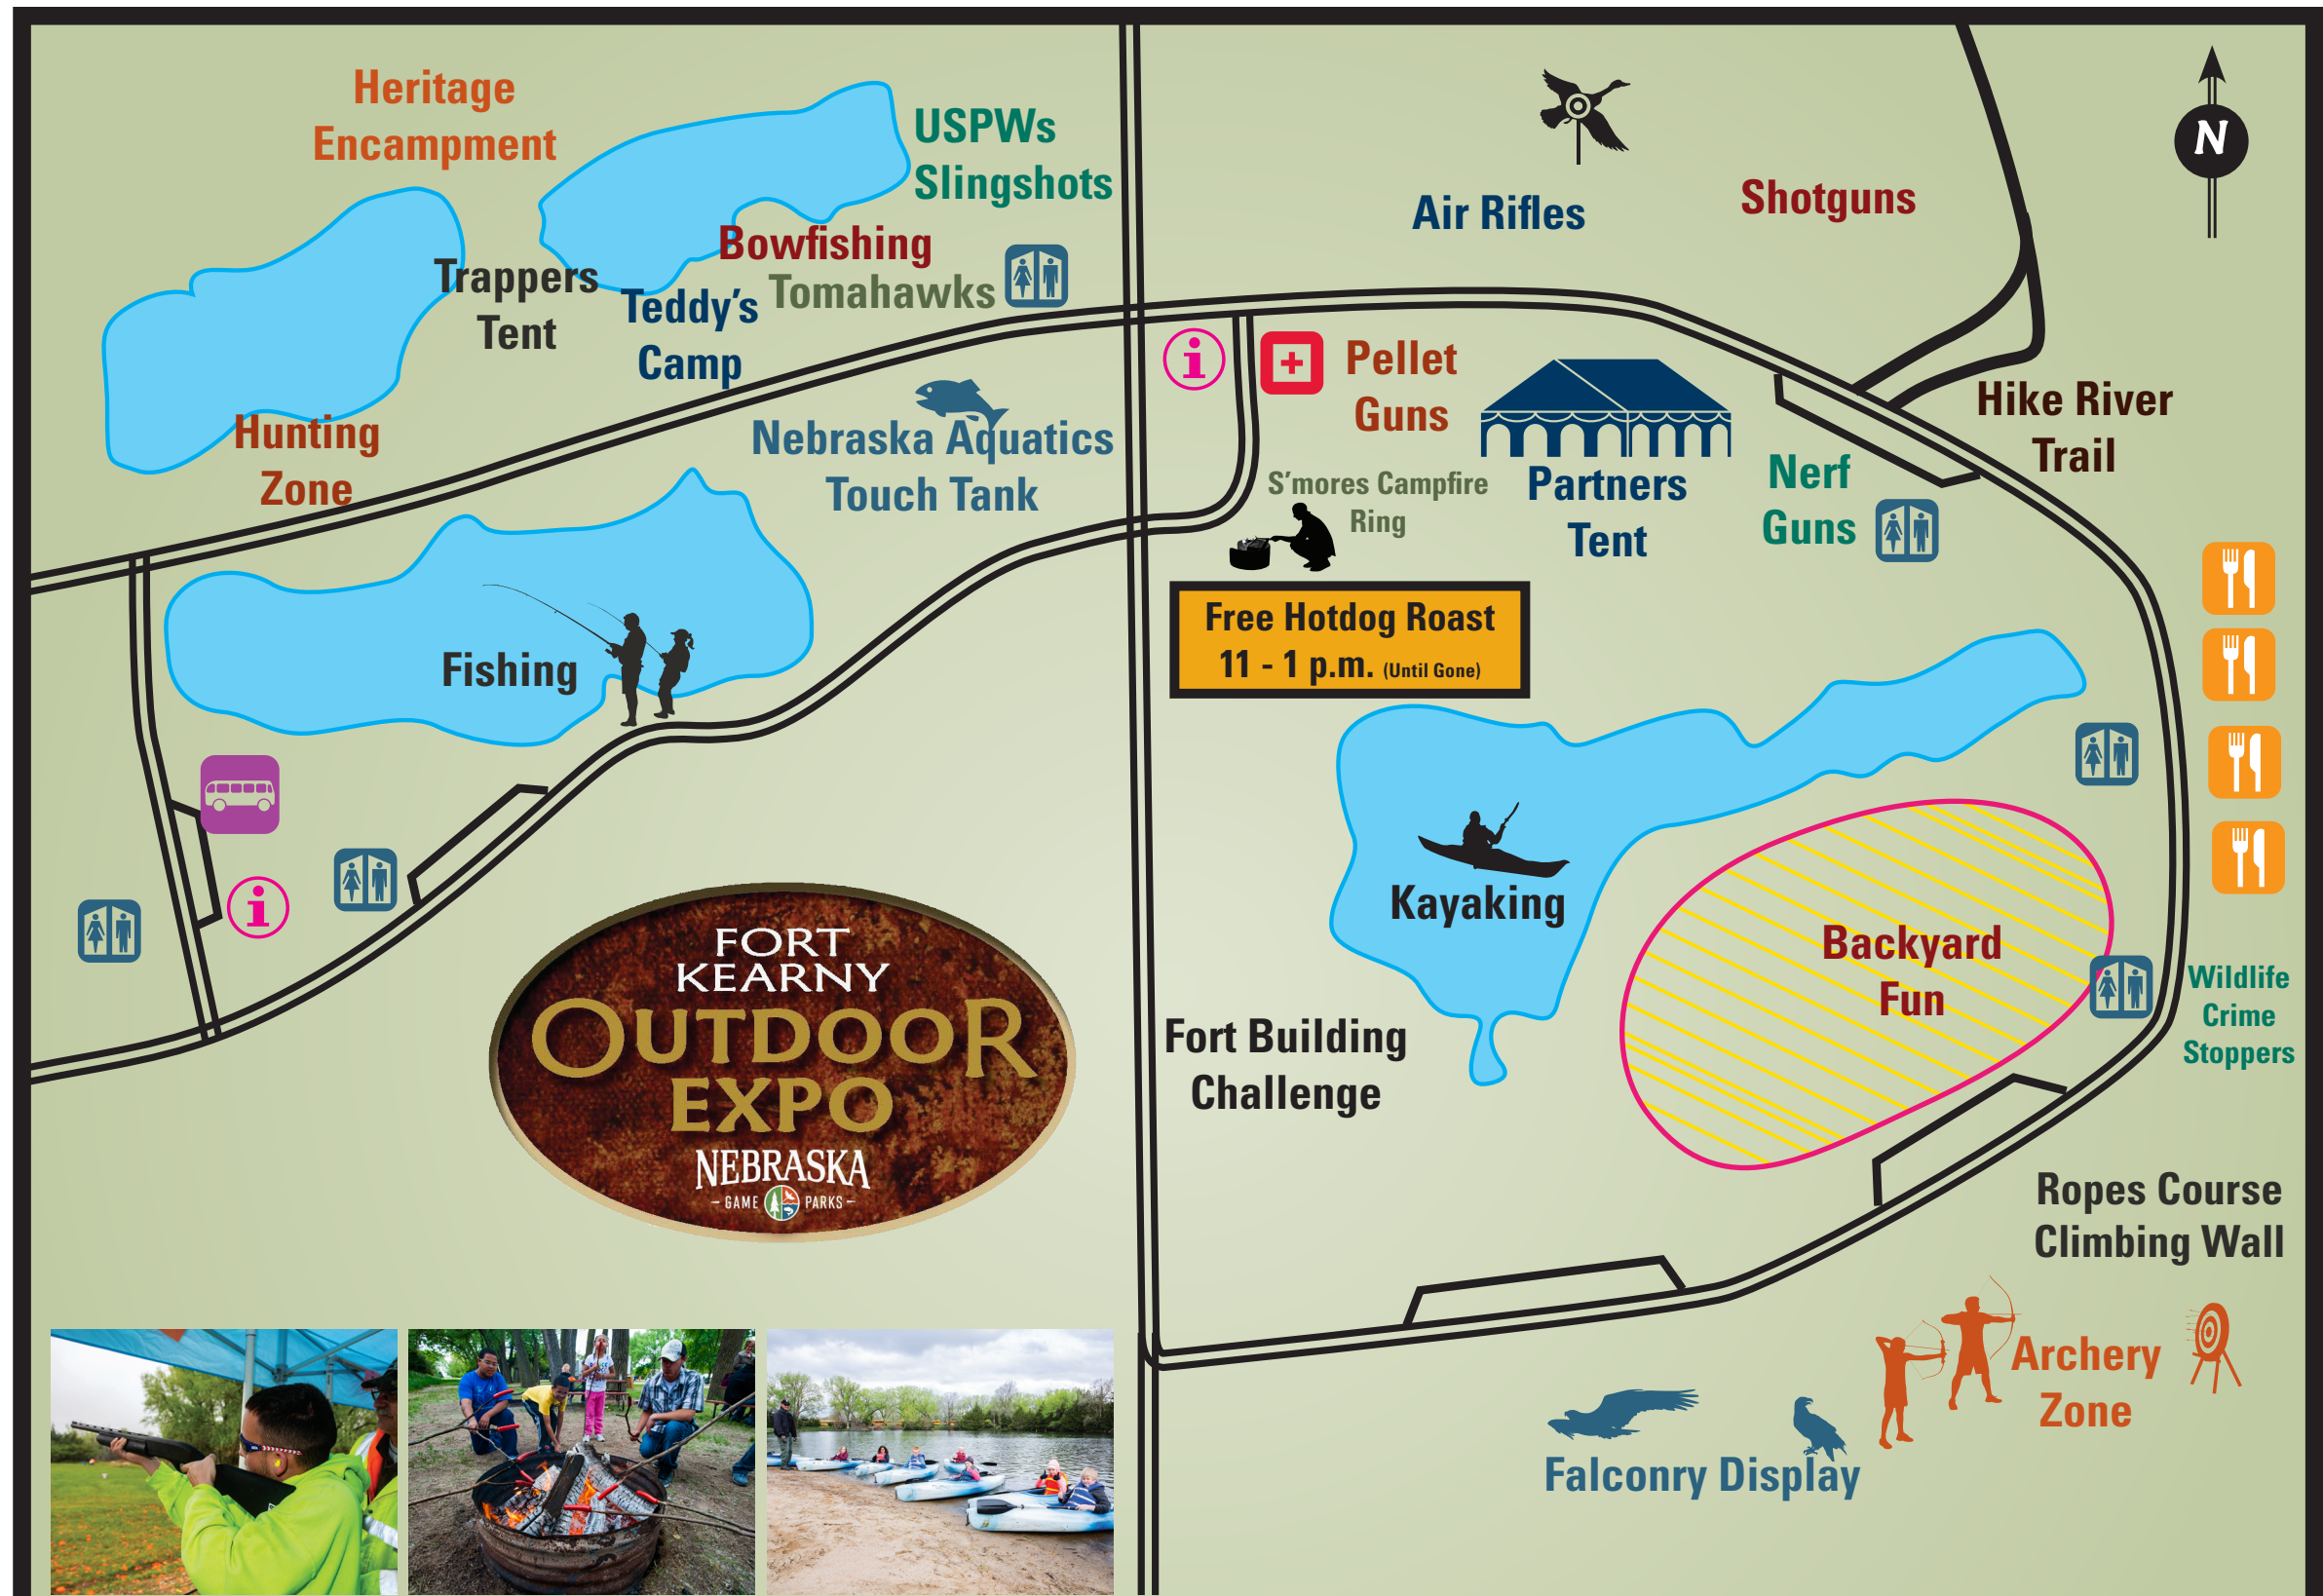 Heritage
Encampment
USPWs
Slingshots
Bowfishing
Tomahawks
Trappers
Tent
Teddy's
Camp
Hunting
Zone
Nebraska Aquatics
Touch Tank
Fishing
i
FORT
KEARNY
OUTDOOR
EXPO
NEBRASKA
- GAME PARKS -
Air Rifles
Shotguns
N
i
Pellet
Guns
Partners
Tent
S'mores Campfire
Ring
Nerf
Guns
Hike River
Trail
Free Hotdog Roast
11 - 1 p.m. (Until Gone)
Kayaking
Backyard
Fun
Wildlife
Crime
Stoppers
Fort Building
Challenge
Ropes Course
Climbing Wall
Archery
Zone
Falconry Display